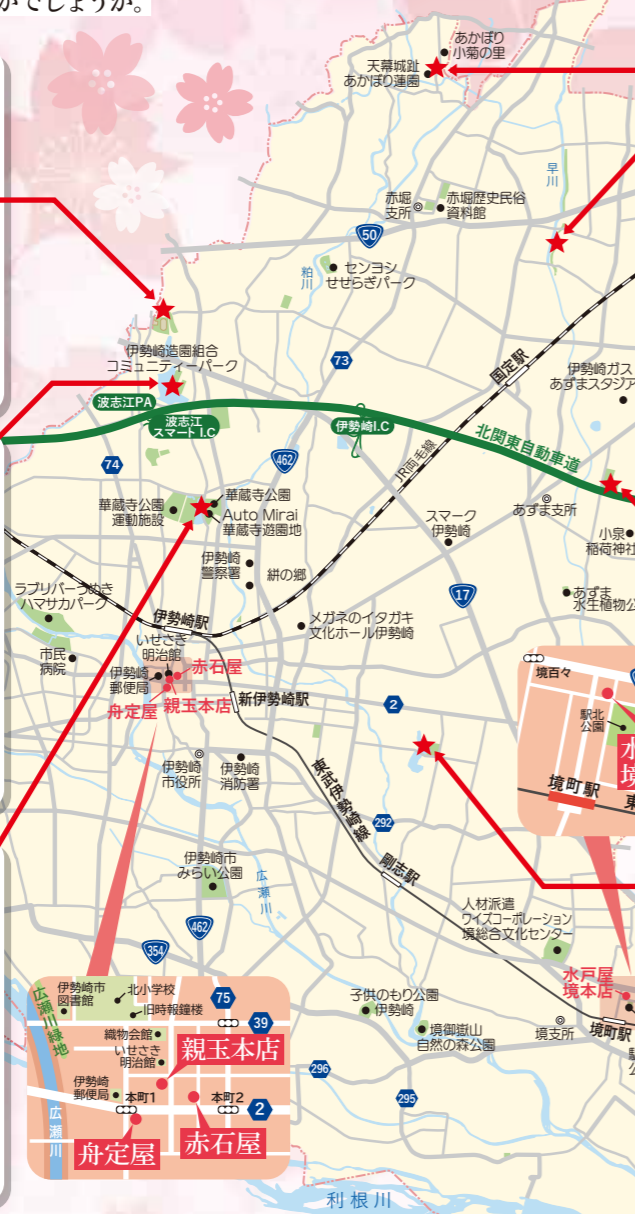 かでしょうか。
あかぼり
小菊の里
天幕城趾
あかぼり蓮園
早川
赤堀
支所
赤堀歴史民俗
資料館
50
粕川
センヨシ
せせらぎパーク
伊勢崎造園組合
コミュニティーパーク
73
国定駅
伊勢崎ガス
あずまスタジア
波志江PA
波志江
スマートI.C
伊勢崎I.C
北関東自動車道
JR両毛線
74
462
華蔵寺公園
運動施設
華蔵寺公園
Auto Mirai
華蔵寺遊園地
スマーク
伊勢崎
あずま支所
小泉
稲荷神社
伊勢崎
警察署
絣の郷
17
あずま
水生植物公
ラブリバーつぬき
ハマサカパーク
伊勢崎駅
メガネのイタガキ
文化ホール伊勢崎
市民
病院
いせさき
明治館
伊勢崎
郵便局
赤石屋
舟定屋
親玉本店
新伊勢崎駅
2
境百々
駅北
公園
水
境
境町駅
東
伊勢崎
市役所
伊勢崎
消防署
東武伊勢崎線
292
剛志駅
伊勢崎市
みらい公園
広瀬川
462
354
人材派遣
ワイズコーポレーション
境総合文化センター
水戸屋
境本店
子供のもり公園
伊勢崎
境御嶽山
自然の森公園
境支所
境町駅
駅
公
296
295
利根川
広瀬川緑地
伊勢崎市
図書館
北小学校
旧時報鐘楼
75
39
織物会館
いせさき
明治館
親玉本店
伊勢崎
郵便局
本町1
本町2
2
広瀬川
舟定屋
赤石屋